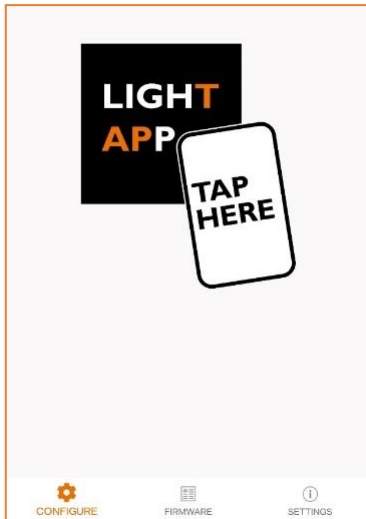 LIGHT
APP
TAP
HERE
CONFIGURE
FIRMWARE
SETTINGS